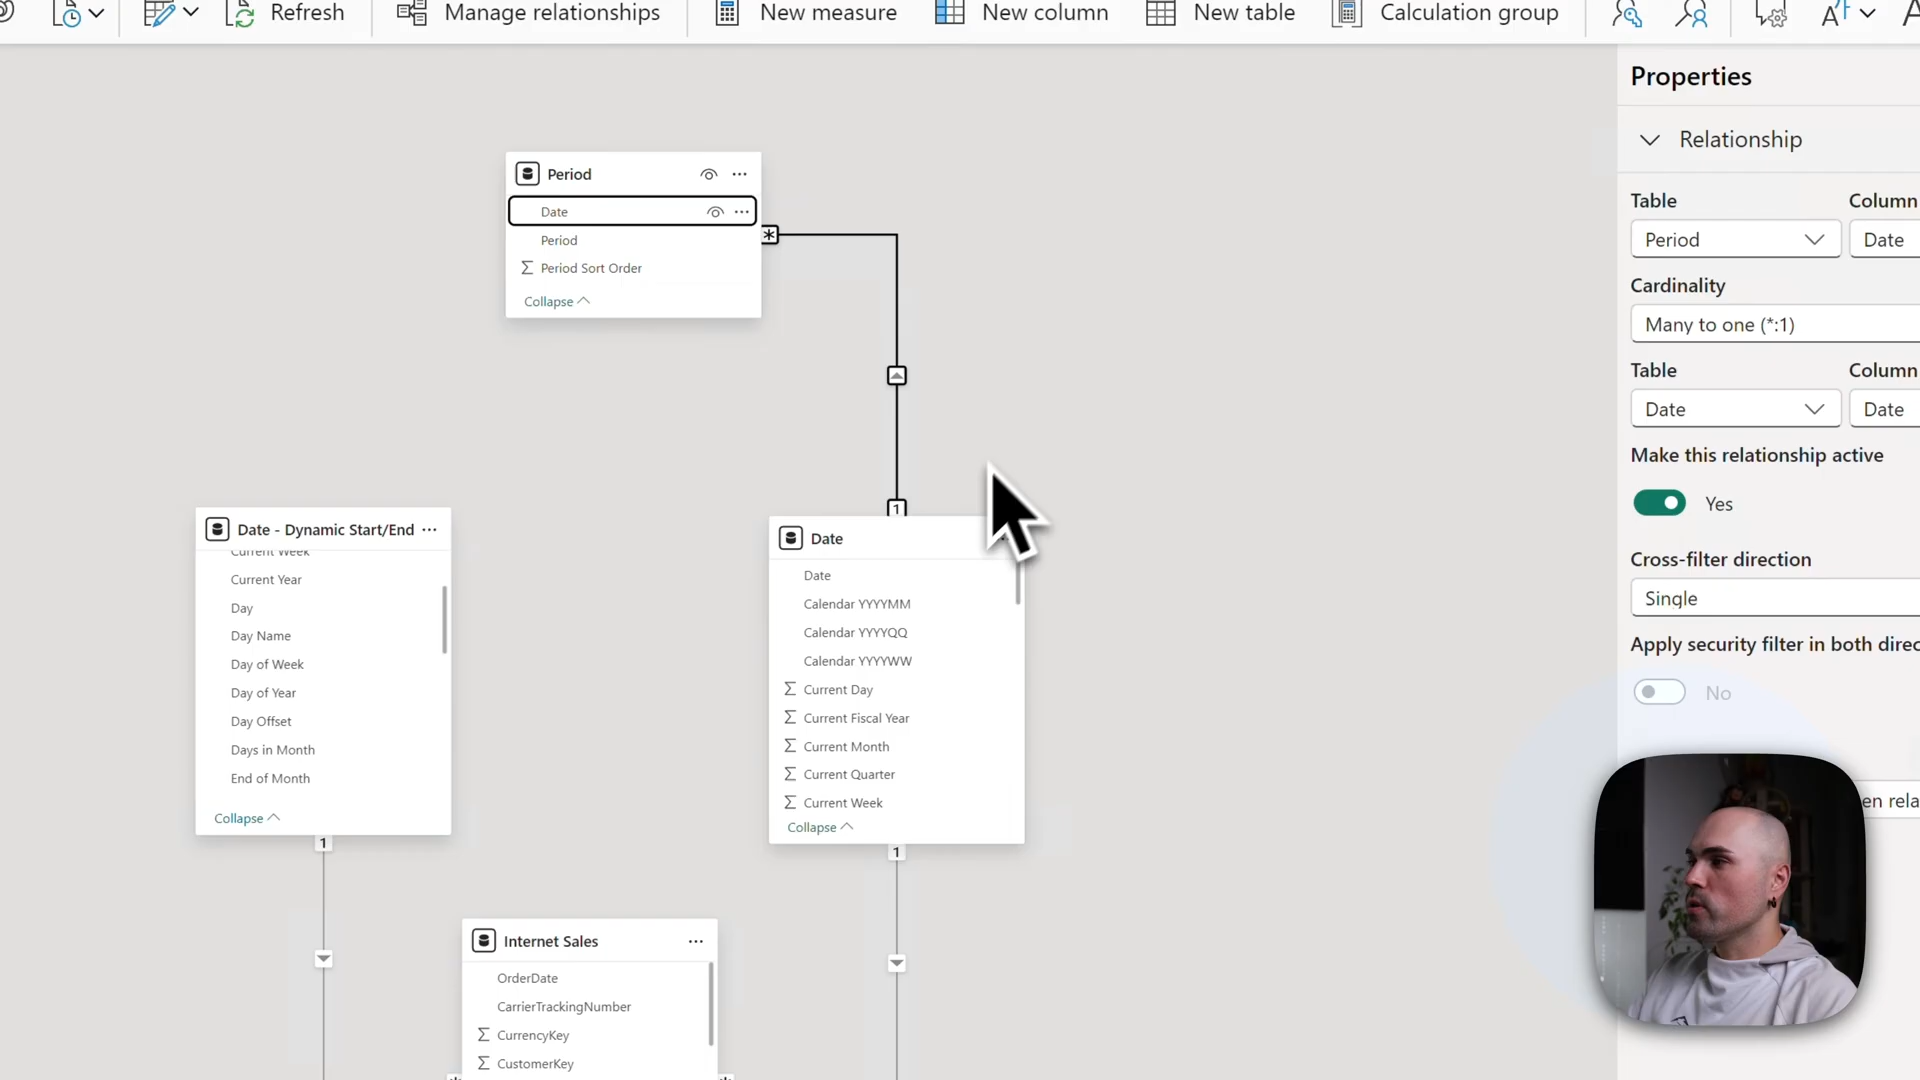 Refresh
Manage relationships
New measure
New column
New table
Calculation group
Properties
Relationship
Table
Column
Period
Date
Cardinality
Many to one (*:1)
Table
Column
Date
Date
Make this relationship active
Yes
Cross-filter direction
Single
Apply security filter in both direc
No
en rela
Period
Date
Period
Period Sort Order
Collapse
*
1
Date - Dynamic Start/End
Current Week
Current Year
Day
Day Name
Day of Week
Day of Year
Day Offset
Days in Month
End of Month
Collapse
1
Date
Date
Calendar YYYYMM
Calendar YYYYQQ
Calendar YYYYWW
Current Day
Current Fiscal Year
Current Month
Current Quarter
Current Week
Collapse
1
Internet Sales
OrderDate
CarrierTrackingNumber
CurrencyKey
CustomerKey